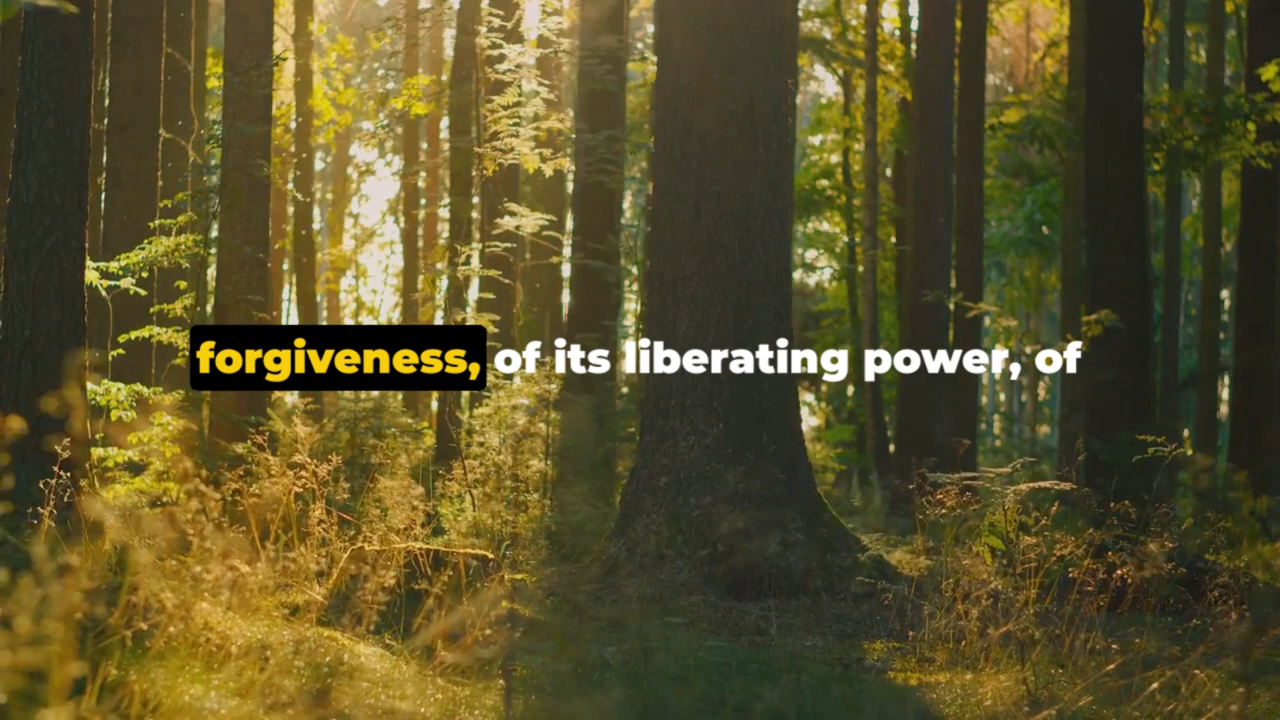 forgiveness, of its liberating power, of